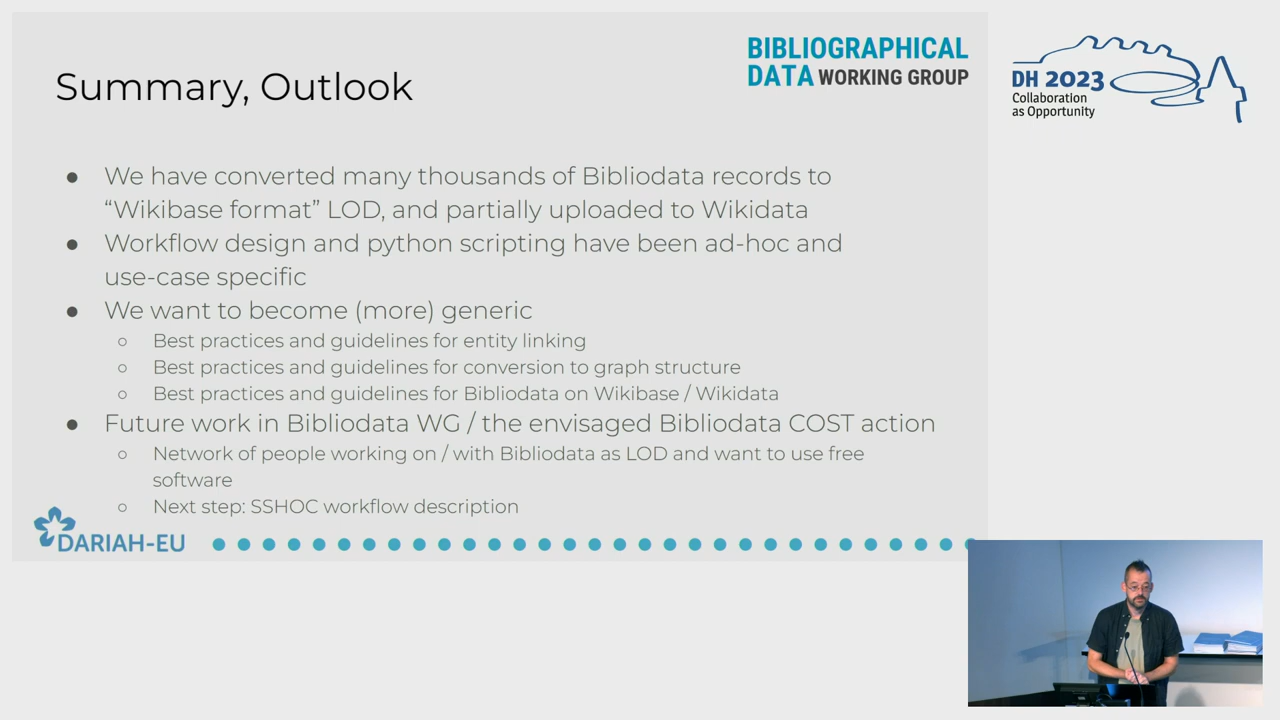 Summary, Outlook
BIBLIOGRAPHICAL
DATA WORKING GROUP
DH 2023
Collaboration
as Opportunity
● We have converted many thousands of Bibliodata records to
“Wikibase format” LOD, and partially uploaded to Wikidata
● Workflow design and python scripting have been ad-hoc and
use-case specific
● We want to become (more) generic
○ Best practices and guidelines for entity linking
○ Best practices and guidelines for conversion to graph structure
○ Best practices and guidelines for Bibliodata on Wikibase / Wikidata
● Future work in Bibliodata WG / the envisaged Bibliodata COST action
○ Network of people working on / with Bibliodata as LOD and want to use free
software
○ Next step: SSHOC workflow description
DARIAH-EU